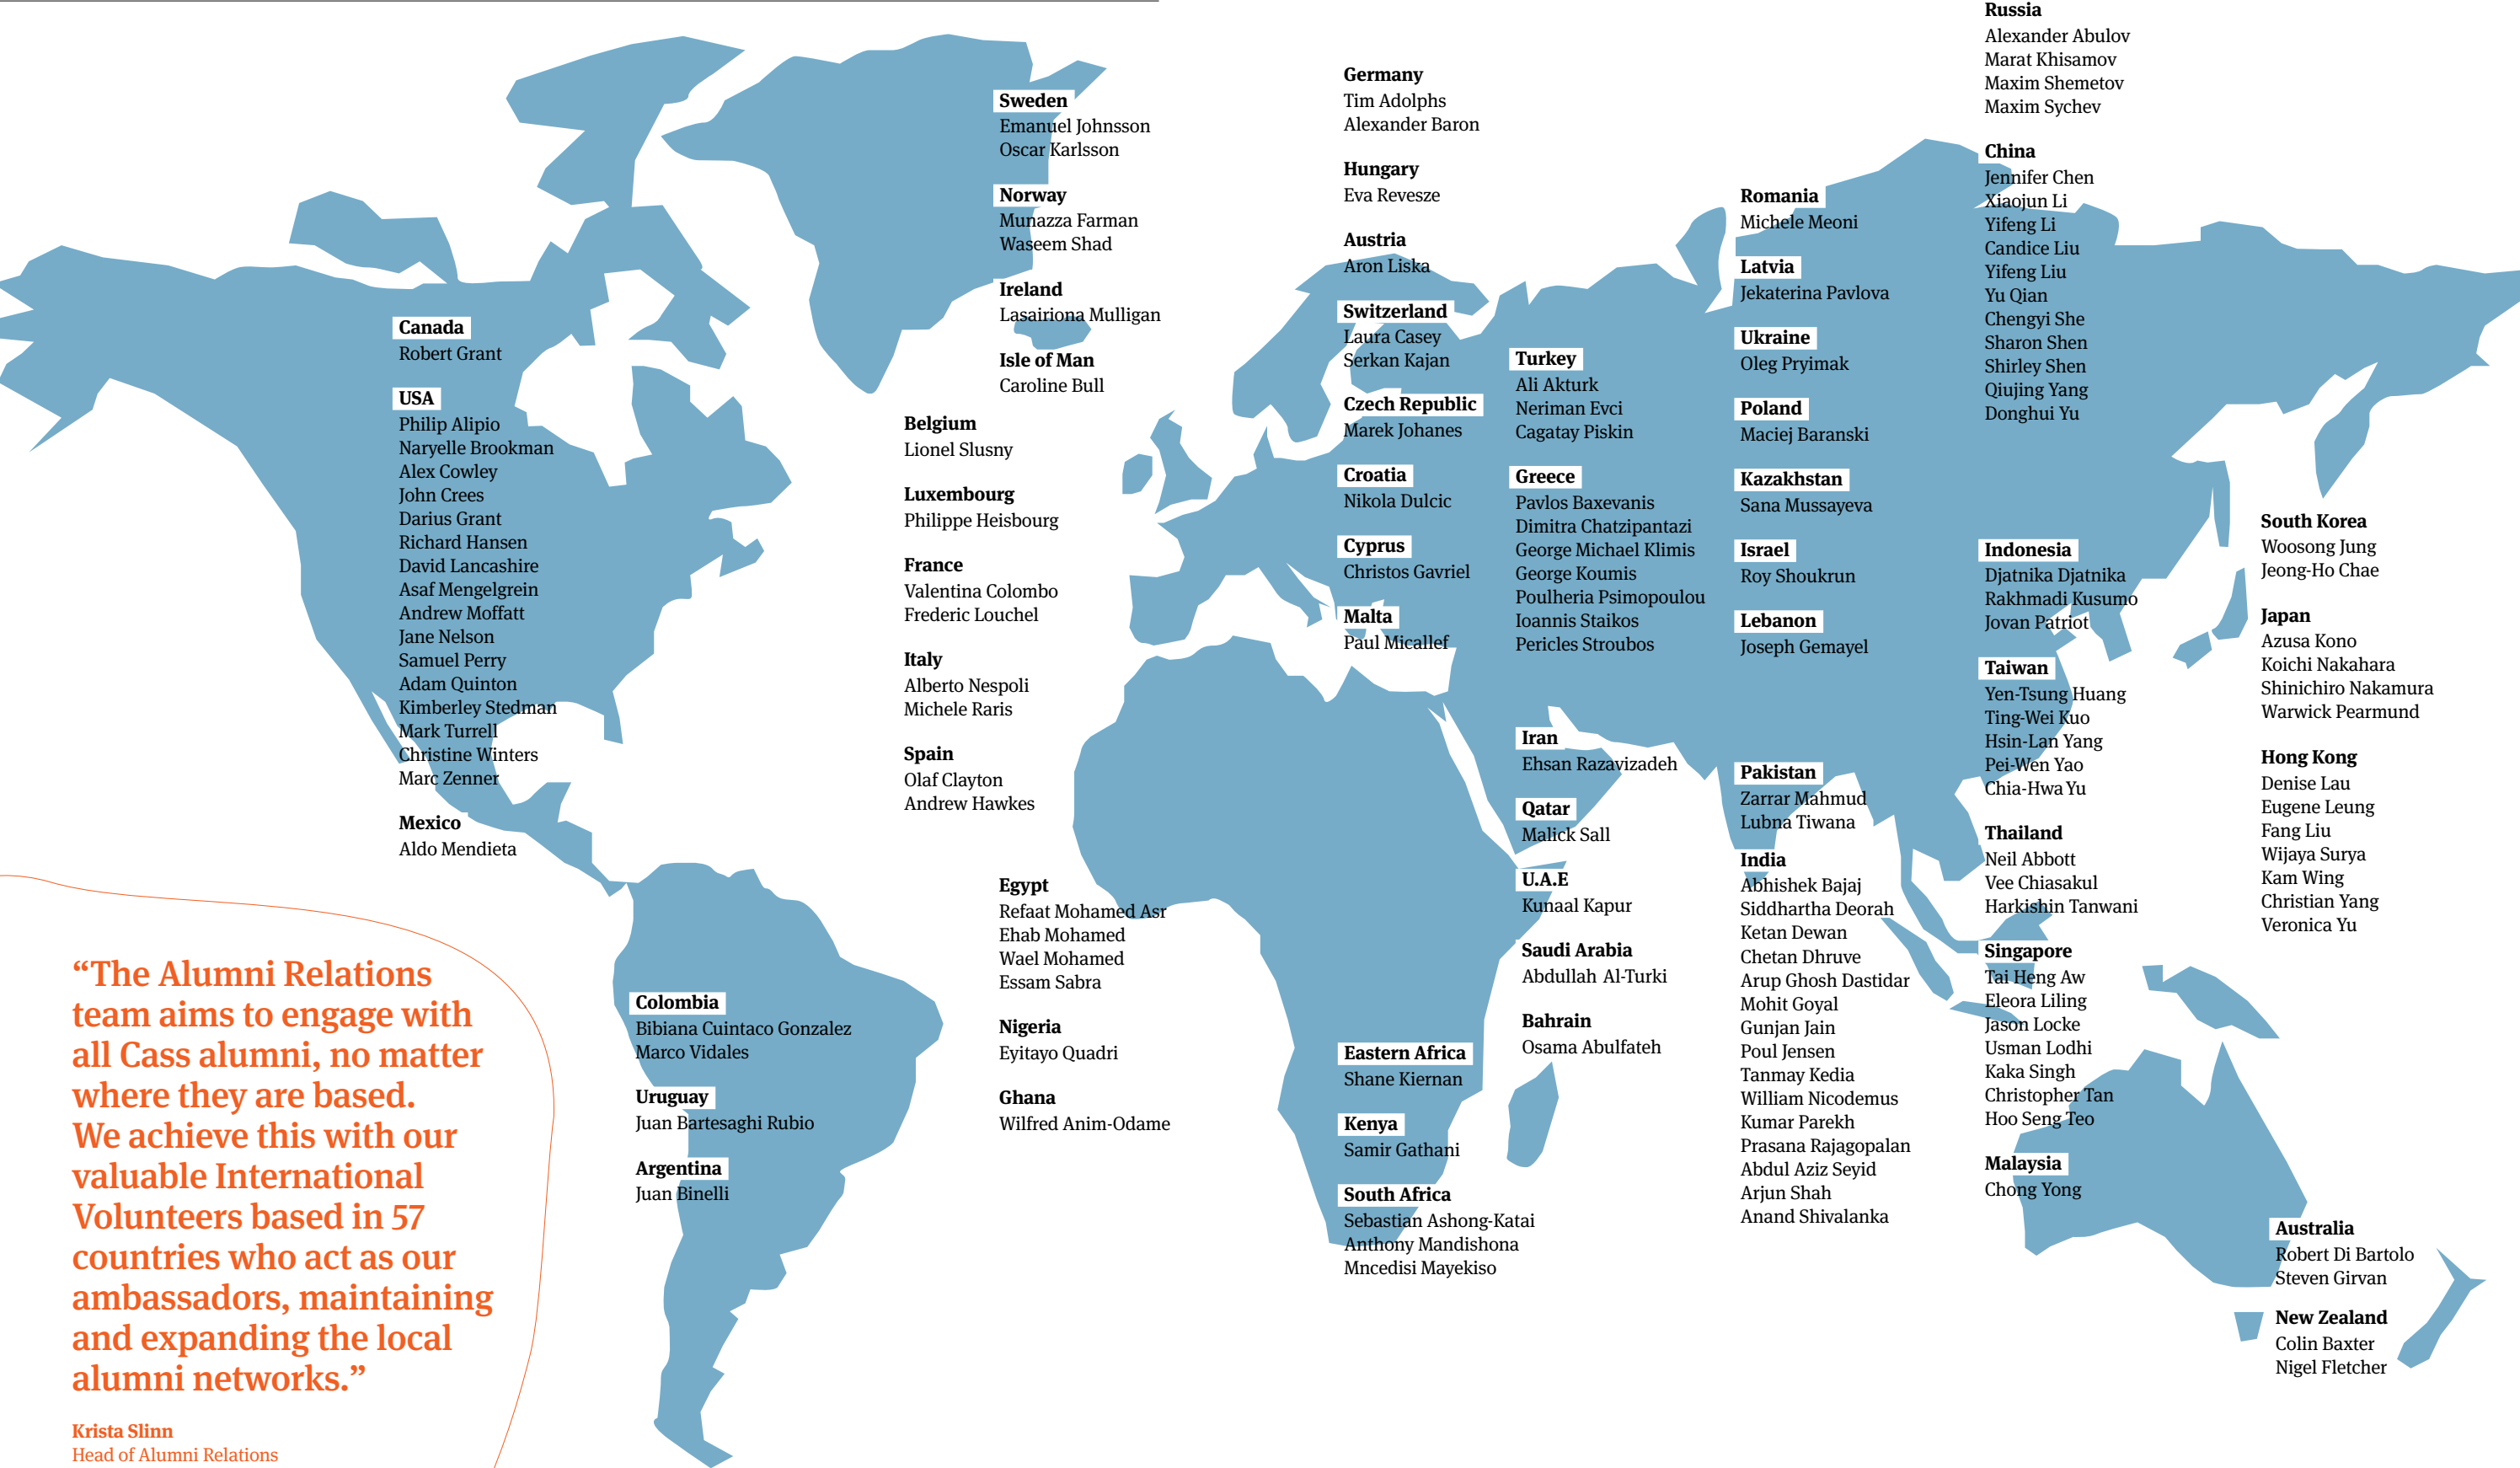 Canada
Robert Grant
USA
Philip Alipio
Naryelle Brookman
Alex Cowley
John Crees
Darius Grant
Richard Hansen
David Lancashire
Asaf Mengelgrein
Andrew Moffatt
Jane Nelson
Samuel Perry
Adam Quinton
Kimberley Stedman
Mark Turrell
Christine Winters
Marc Zenner
Mexico
Aldo Mendieta
“The Alumni Relations
team aims to engage with
all Cass alumni, no matter
where they are based.
We achieve this with our
valuable International
Volunteers based in 57
countries who act as our
ambassadors, maintaining
and expanding the local
alumni networks.”
Krista Slinn
Head of Alumni Relations
Colombia
Bibiana Cuintaco Gonzalez
Marco Vidales
Uruguay
Juan Bartesaghi Rubio
Argentina
Juan Binelli
Sweden
Emanuel Johnsson
Oscar Karlsson
Norway
Munazza Farman
Waseem Shad
Ireland
Lasairiona Mulligan
Isle of Man
Caroline Bull
Belgium
Lionel Slusny
Luxembourg
Philippe Heisbourg
France
Valentina Colombo
Frederic Louchel
Italy
Alberto Nespoli
Michele Raris
Spain
Olaf Clayton
Andrew Hawkes
Egypt
Refaat Mohamed Asr
Ehab Mohamed
Wael Mohamed
Essam Sabra
Nigeria
Eyitayo Quadri
Ghana
Wilfred Anim-Odame
Germany
Tim Adolphs
Alexander Baron
Hungary
Eva Revesze
Austria
Aron Liska
Switzerland
Laura Casey
Serkan Kajan
Czech Republic
Marek Johanes
Croatia
Nikola Dulcic
Cyprus
Christos Gavriel
Malta
Paul Micallef
Eastern Africa
Shane Kiernan
Kenya
Samir Gathani
South Africa
Sebastian Ashong-Katai
Anthony Mandishona
Mncedisi Mayekiso
Turkey
Ali Akturk
Neriman Evci
Cagatay Piskin
Greece
Pavlos Baxevanis
Dimitra Chatzipantazi
George Michael Klimis
George Koumis
Poulheria Psimopoulou
Ioannis Staikos
Pericles Stroubos
Iran
Ehsan Razavizadeh
Qatar
Malick Sall
U.A.E
Kunaal Kapur
Saudi Arabia
Abdullah Al-Turki
Bahrain
Osama Abulfateh
Romania
Michele Meoni
Latvia
Jekaterina Pavlova
Ukraine
Oleg Pryimak
Poland
Maciej Baranski
Kazakhstan
Sana Mussayeva
Israel
Roy Shoukrun
Lebanon
Joseph Gemayel
Pakistan
Zarrar Mahmud
Lubna Tiwana
India
Abhishek Bajaj
Siddhartha Deorah
Ketan Dewan
Chetan Dhruve
Arup Ghosh Dastidar
Mohit Goyal
Gunjan Jain
Poul Jensen
Tanmay Kedia
William Nicodemus
Kumar Parekh
Prasana Rajagopalan
Abdul Aziz Seyid
Arjun Shah
Anand Shivalanka
Russia
Alexander Abulov
Marat Khisamov
Maxim Shemetov
Maxim Sychev
China
Jennifer Chen
Xiaojun Li
Yifeng Li
Candice Liu
Yifeng Liu
Yu Qian
Chengyi She
Sharon Shen
Shirley Shen
Qiujing Yang
Donghui Yu
Indonesia
Djatnika Djatnika
Rakhmadi Kusumo
Jovan Patriot
Taiwan
Yen-Tsung Huang
Ting-Wei Kuo
Hsin-Lan Yang
Pei-Wen Yao
Chia-Hwa Yu
Thailand
Neil Abbott
Vee Chiasakul
Harkishin Tanwani
Singapore
Tai Heng Aw
Eleora Liling
Jason Locke
Usman Lodhi
Kaka Singh
Christopher Tan
Hoo Seng Teo
Malaysia
Chong Yong
South Korea
Woosong Jung
Jeong-Ho Chae
Japan
Azusa Kono
Koichi Nakahara
Shinichiro Nakamura
Warwick Pearmund
Hong Kong
Denise Lau
Eugene Leung
Fang Liu
Wijaya Surya
Kam Wing
Christian Yang
Veronica Yu
Australia
Robert Di Bartolo
Steven Girvan
New Zealand
Colin Baxter
Nigel Fletcher